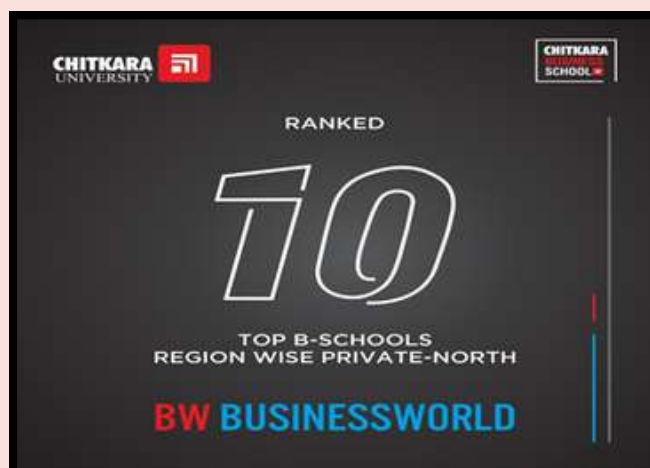 CHITKARA
UNIVERSITY
CHITKARA
BUSINESS
SCHOOL
RANKED
10
TOP B-SCHOOLS
REGION WISE PRIVATE-NORTH
BW BUSINESSWORLD